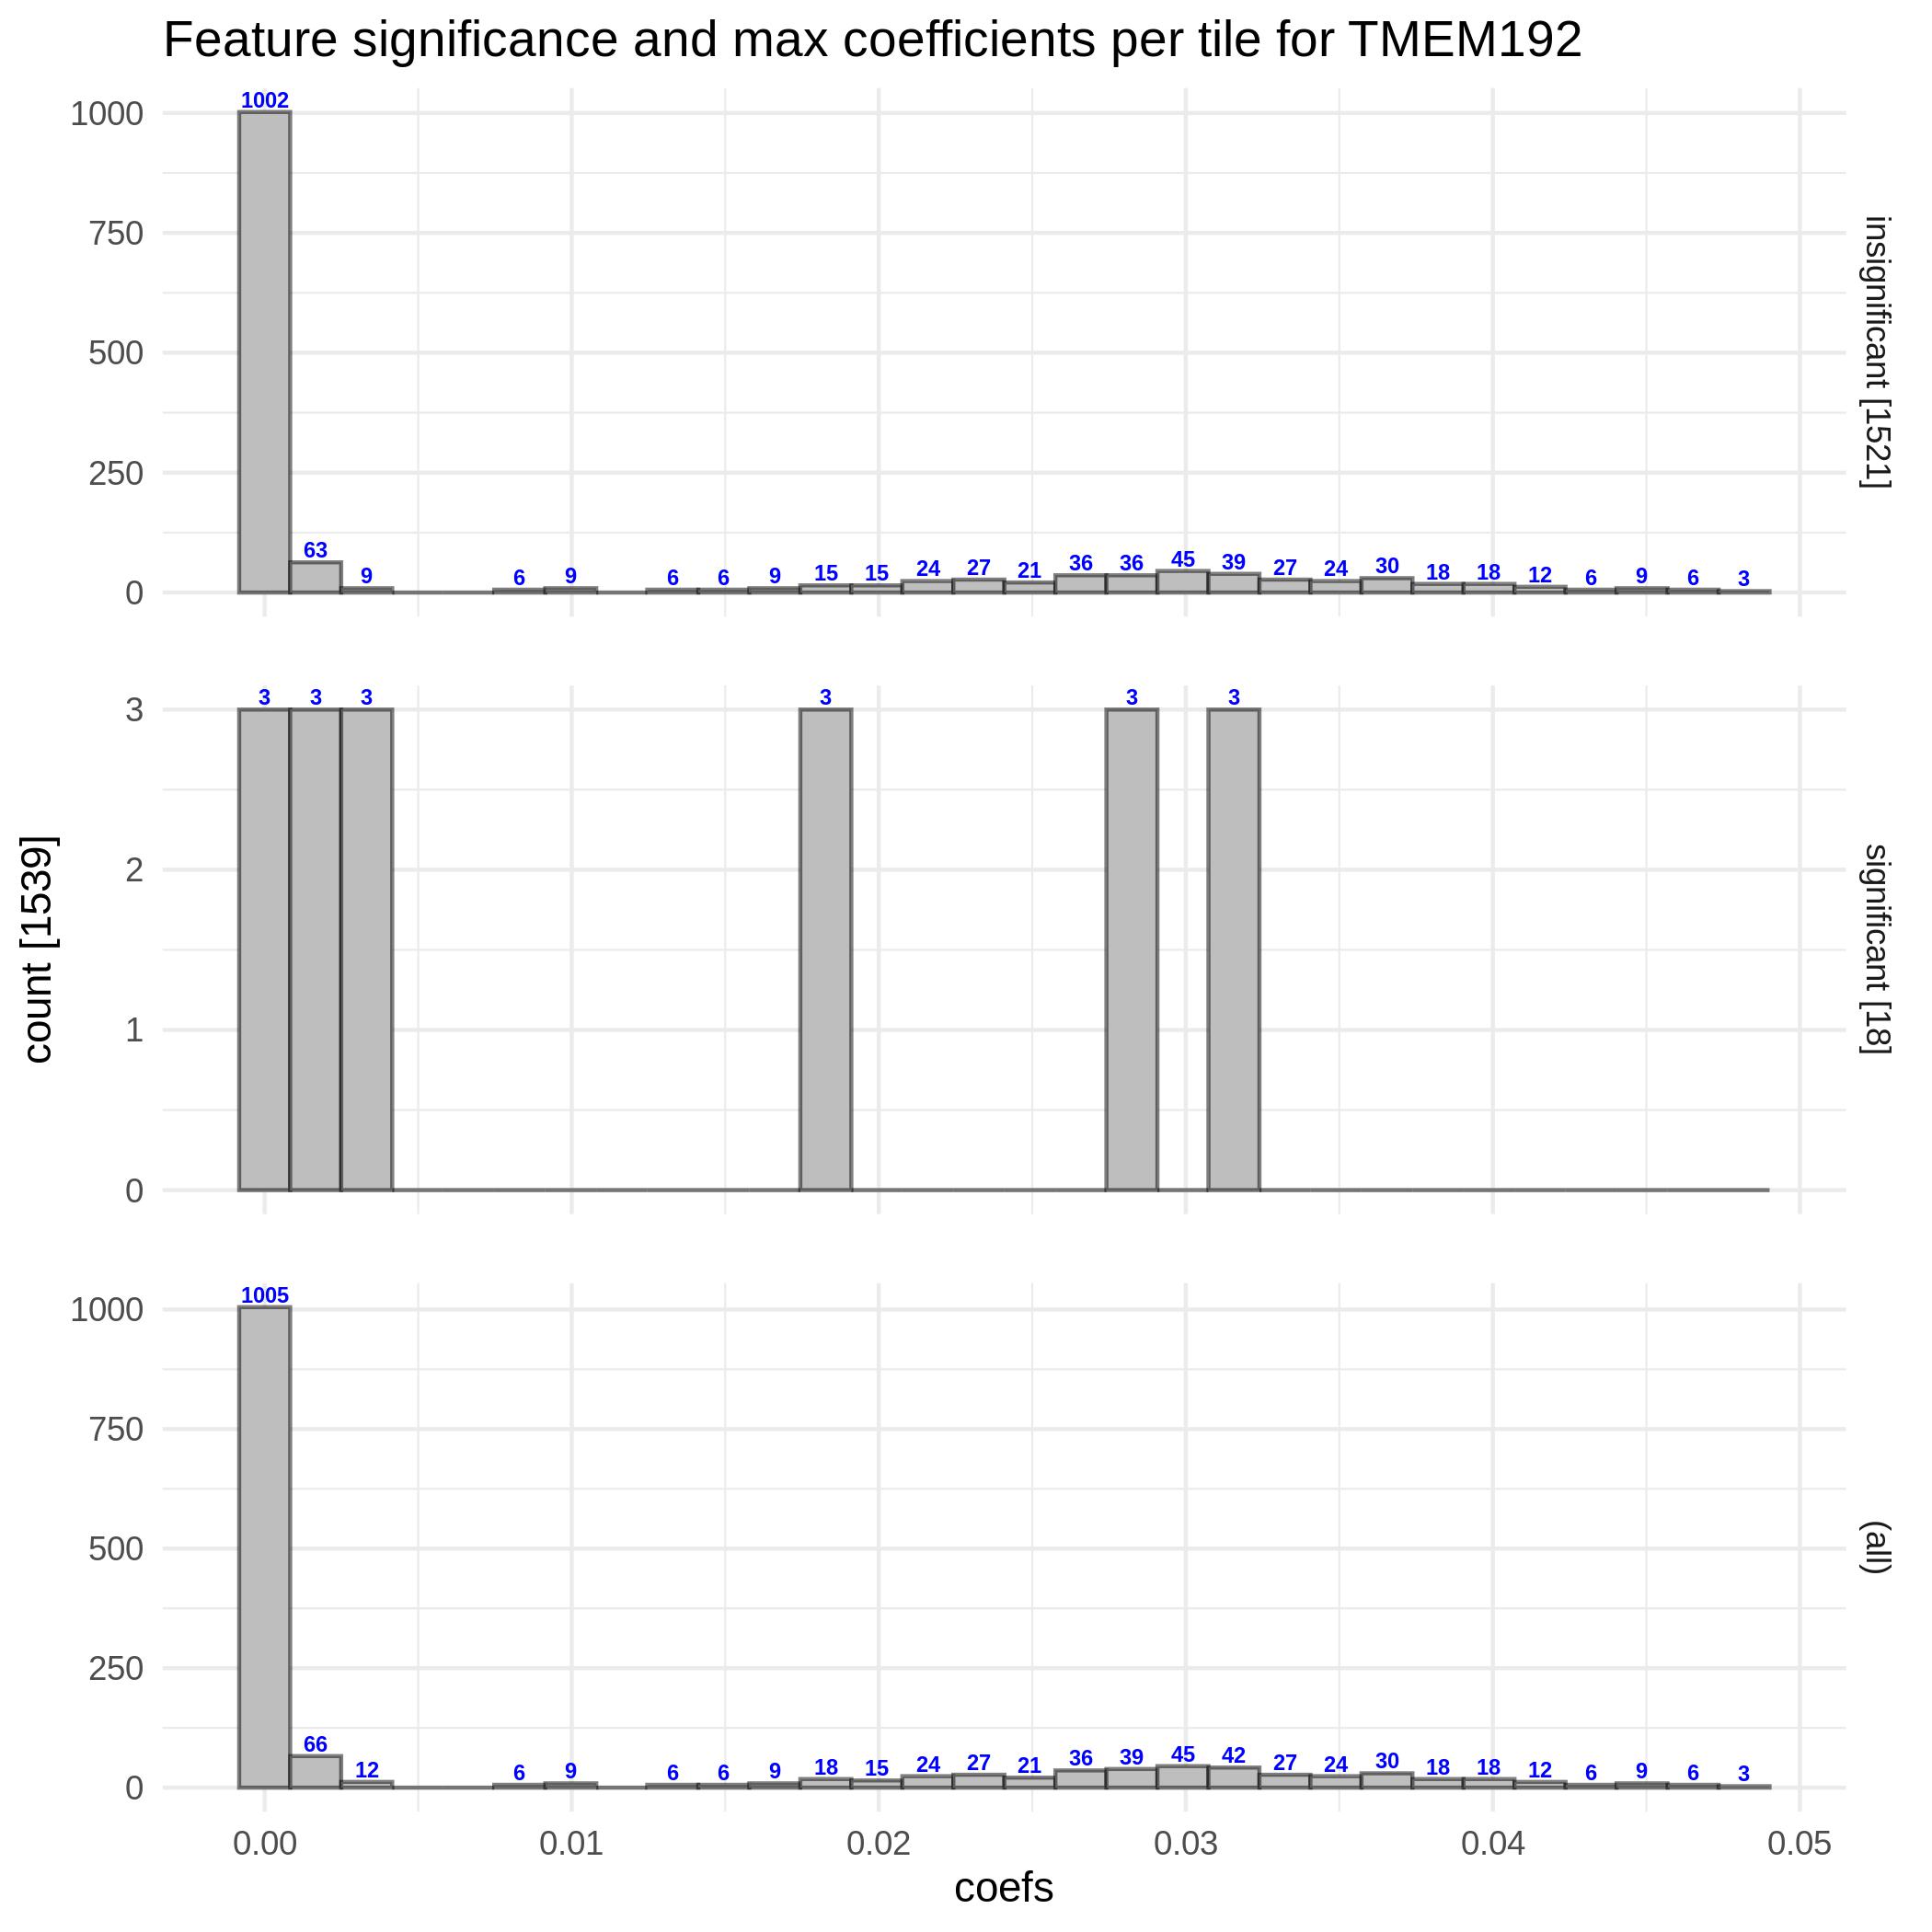 Feature significance and max coefficients per tile for TMEM192
1002
1000
750
500
250
0
63 9 6 9 6 6 9 15 15 24 27 21 36 36 45 39 27 24 30 18 18 12 6 9 6 3
insignificant [1521]
3 3 3 3 3 3
3
2
1
0
significant [18]
count [1539]
1005
1000
750
500
250
0
66 12 6 9 6 6 9 18 15 24 27 21 36 39 45 42 27 24 30 18 18 12 6 9 6 3
(all)
0.00 0.01 0.02 0.03 0.04 0.05
coefs